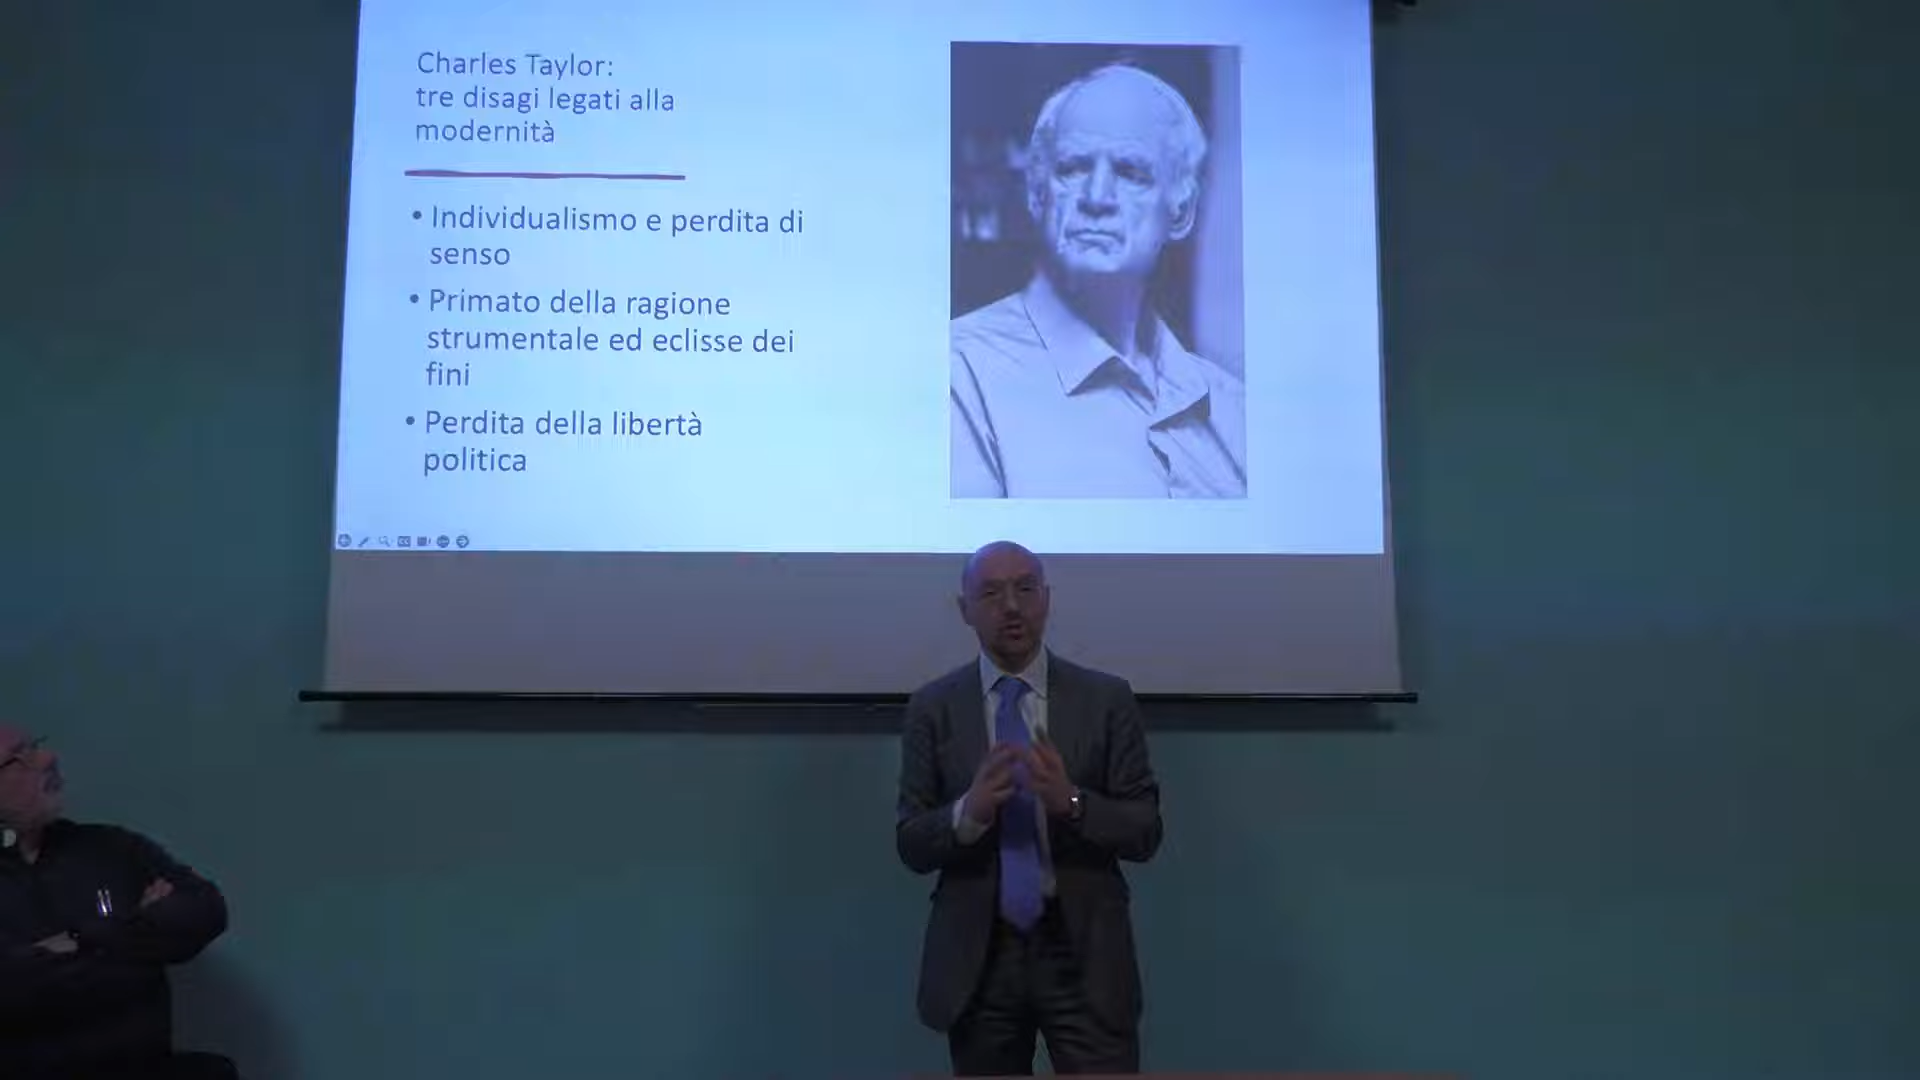 Charles Taylor:
tre disagi legati alla
modernità
• Individualismo e perdita di
senso
• Primato della ragione
strumentale ed eclisse dei
fini
• Perdita della libertà
politica